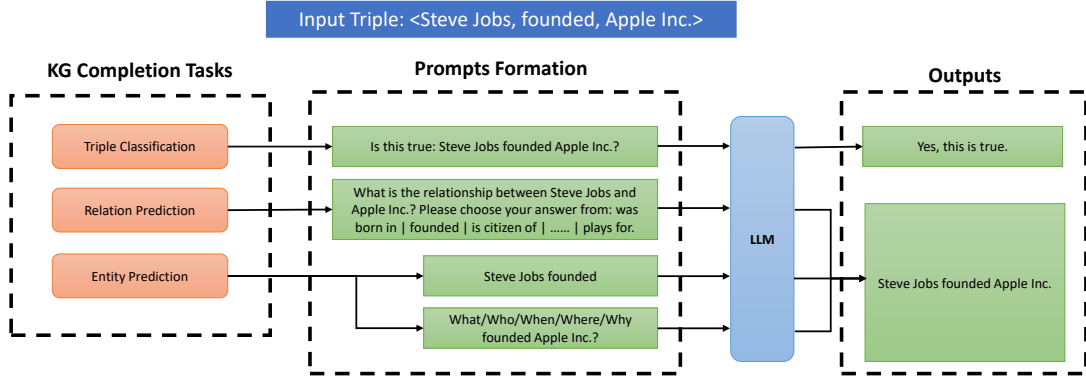 Input Triple: <Steve Jobs, founded, Apple Inc.>
KG Completion Tasks
Prompts Formation
Outputs
Triple Classification
Is this true: Steve Jobs founded Apple Inc.?
Yes, this is true.
Relation Prediction
What is the relationship between Steve Jobs and
Apple Inc.? Please choose your answer from: was
born in | founded | is citizen of | ...... | plays for.
LLM
Entity Prediction
Steve Jobs founded
Steve Jobs founded Apple Inc.
What/Who/When/Where/Why
founded Apple Inc.?